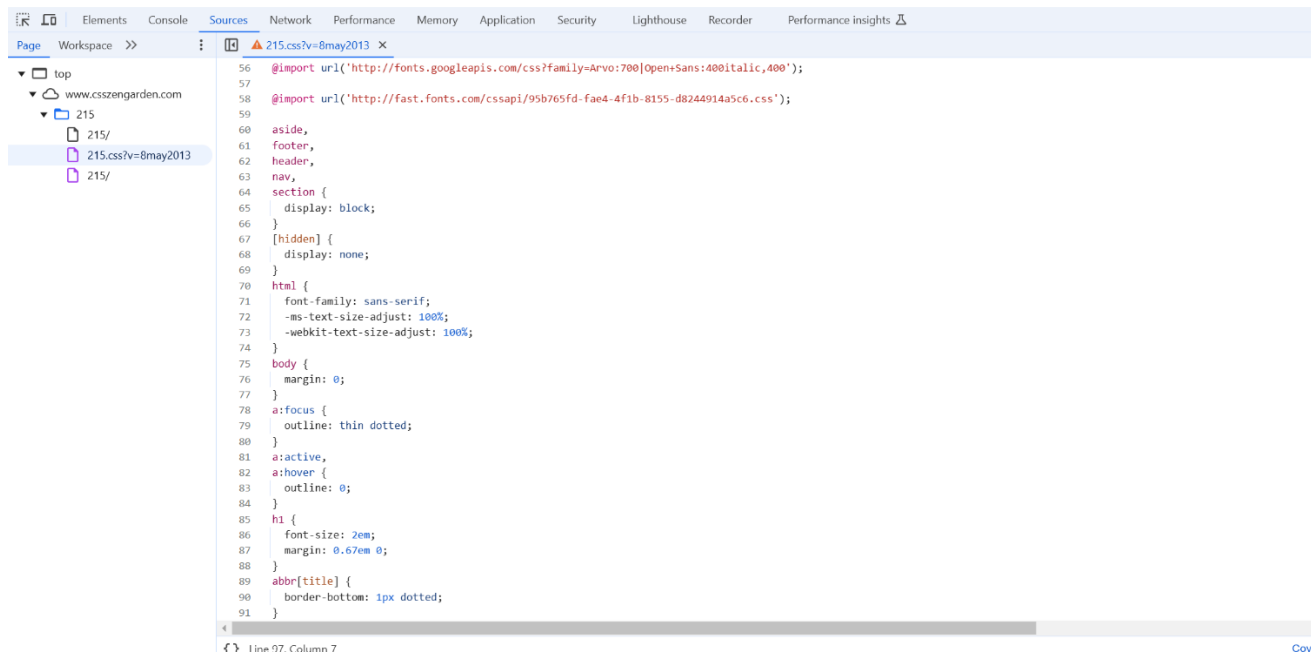 Elements Console Sources Network Performance Memory Application Security Lighthouse Recorder Performance insights
Page Workspace
215.css?v=8may2013
top
www.csszengarden.com
215
215/
215.css?v=8may2013
215/
56 @import url('http://fonts.googleapis.com/css?family=Arvo:700|Open+Sans:400italic,400');
57
58 @import url('http://fast.fonts.com/cssapi/95b765fd-fae4-4f1b-8155-d8244914a5c6.css');
59
60 aside,
61 footer,
62 header,
63 nav,
64 section {
65 display: block;
66 }
67 [hidden] {
68 display: none;
69 }
70 html {
71 font-family: sans-serif;
72 -ms-text-size-adjust: 100%;
73 -webkit-text-size-adjust: 100%;
74 }
75 body {
76 margin: 0;
77 }
78 a:focus {
79 outline: thin dotted;
80 }
81 a:active,
82 a:hover {
83 outline: 0;
84 }
85 h1 {
86 font-size: 2em;
87 margin: 0.67em 0;
88 }
89 abbr[title] {
90 border-bottom: 1px dotted;
91 }
{} Line 97, Column 7
Cov